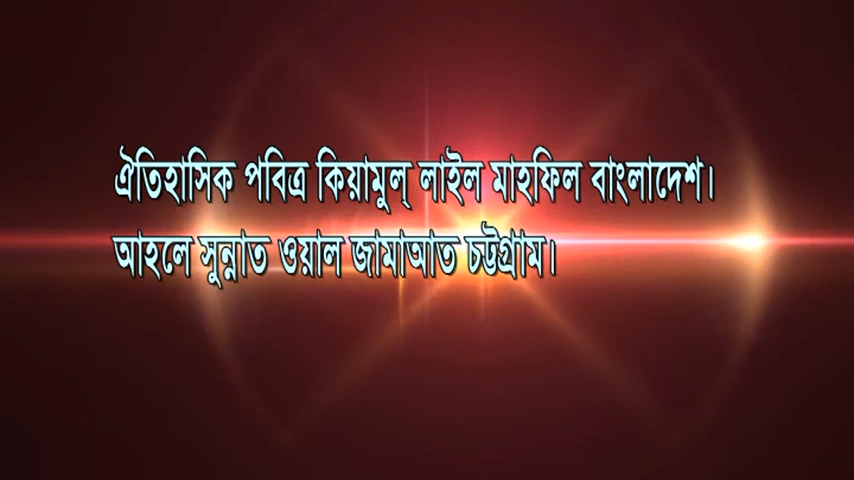 ঐতিহাসিক পবিত্র কিয়ামুল্ লাইল মাহফিল বাংলাদেশ।
আহলে সুন্নাত ওয়াল জামাআত চট্টগ্রাম।